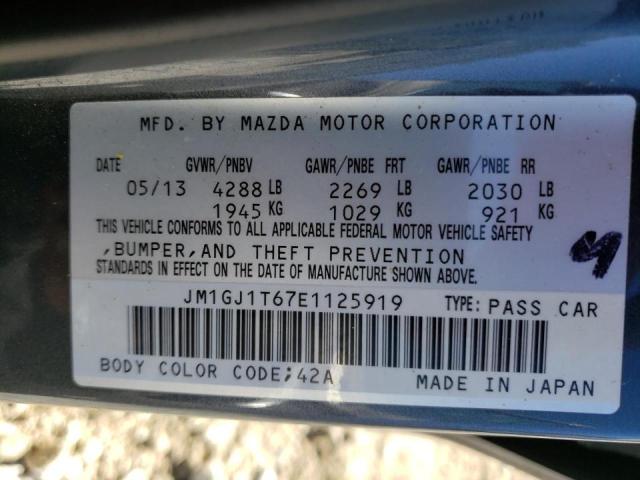 MFD. BY MAZDA MOTOR CORPORATION
DATE GVWR/PNBV GAWR/PNBE FRT GAWR/PNBE RR
05/13 4288 LB 2269 LB 2030 LB
1945 KG 1029 KG 921 KG
THIS VEHICLE CONFORMS TO ALL APPLICABLE FEDERAL MOTOR VEHICLE SAFETY
,BUMPER,AND THEFT PREVENTION
STANDARDS IN EFFECT ON THE DATE OF MANUFACTURE SHOWN ABOVE.
JM1GJ1T67E1125919 TYPE: PASS CAR
BODY COLOR CODE;42A MADE IN JAPAN